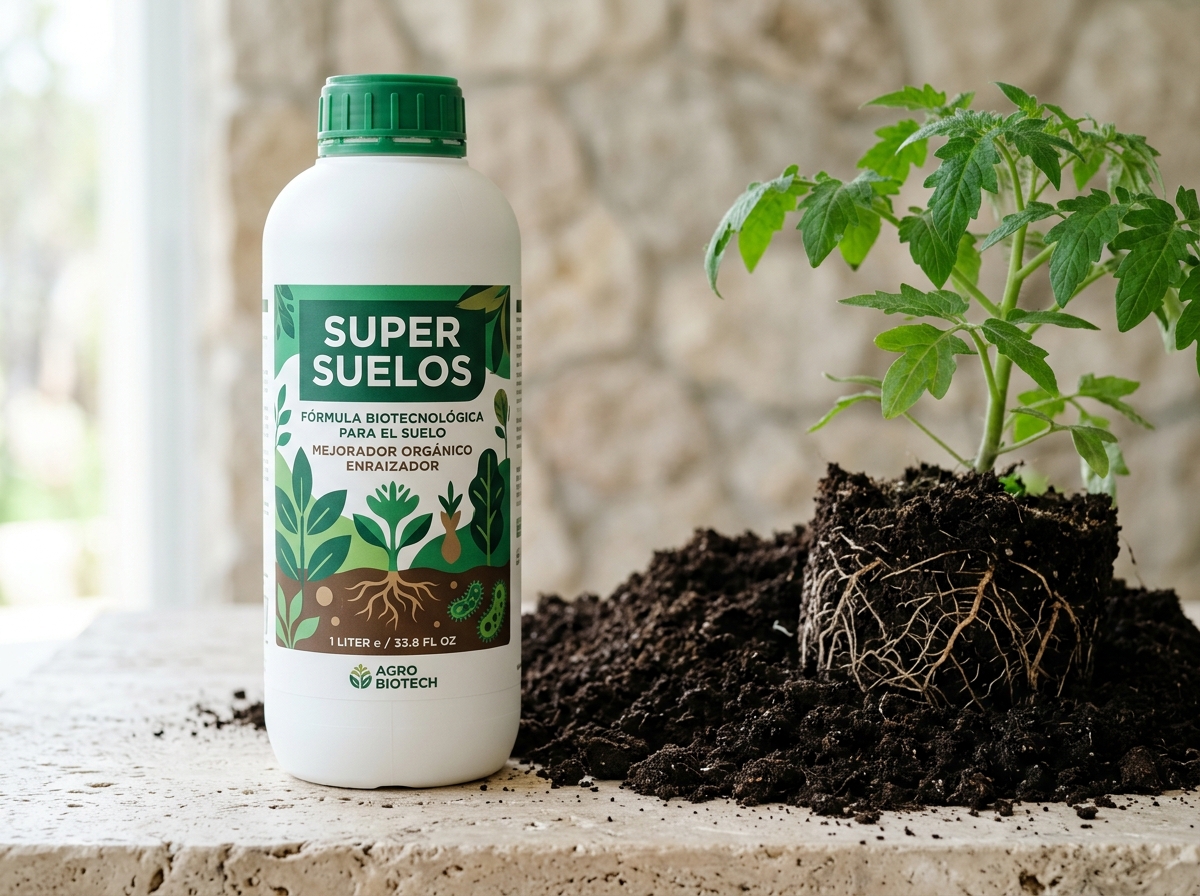 SUPER
SUELOS
FÓRMULA BIOTECNOLÓGICA
PARA EL SUELO
MEJORADOR ORGÁNICO
ENRAIZADOR
1 LITER e / 33.8 FL OZ
AGRO
BIOTECH